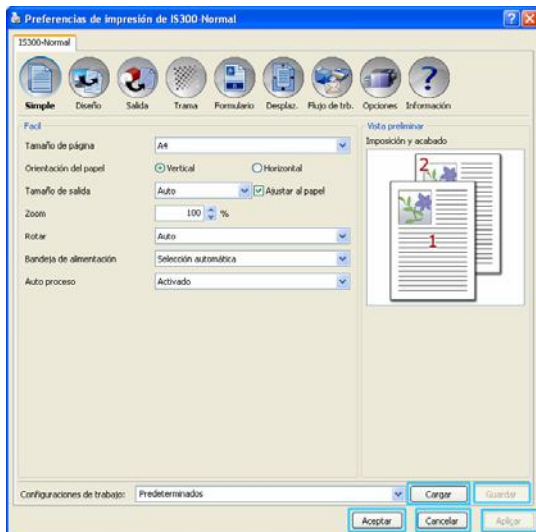 Preferencias de impresión de IS300-Normal
IS300-Normal
Simple Diseño Salida Trama Formulario Desplaz. Flujo de trb. Opciones Información
Facil
Tamaño de página A4
Orientación del papel Vertical Horizontal
Tamaño de salida Auto Ajustar al papel
Zoom 100 %
Rotar Auto
Bandeja de alimentación Selección automática
Auto proceso Activado
Vista preliminar
Imposición y acabado
2
1
Configuraciones de trabajo: Predeterminados Cargar Guardar
Aceptar Cancelar Aplicar